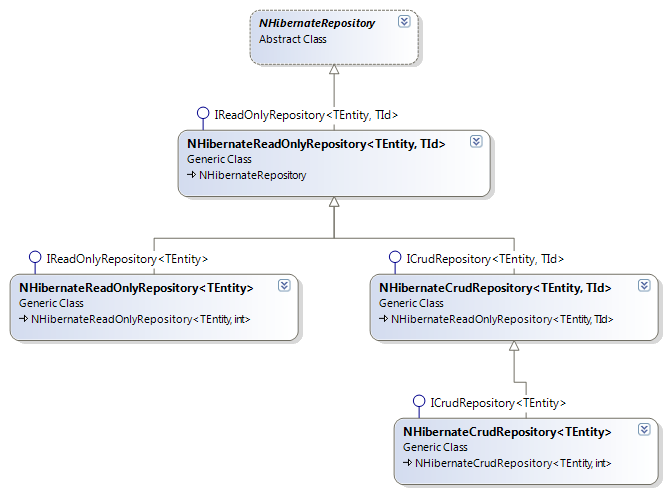 NHibernateRepository
Abstract Class
IReadOnlyRepository<TEntity, TId>
NHibernateReadOnlyRepository<TEntity, TId>
Generic Class
NHibernateRepository
IReadOnlyRepository<TEntity>
NHibernateReadOnlyRepository<TEntity>
Generic Class
NHibernateReadOnlyRepository<TEntity, int>
ICrudRepository<TEntity, TId>
NHibernateCrudRepository<TEntity, TId>
Generic Class
NHibernateReadOnlyRepository<TEntity, TId>
ICrudRepository<TEntity>
NHibernateCrudRepository<TEntity>
Generic Class
NHibernateCrudRepository<TEntity, int>